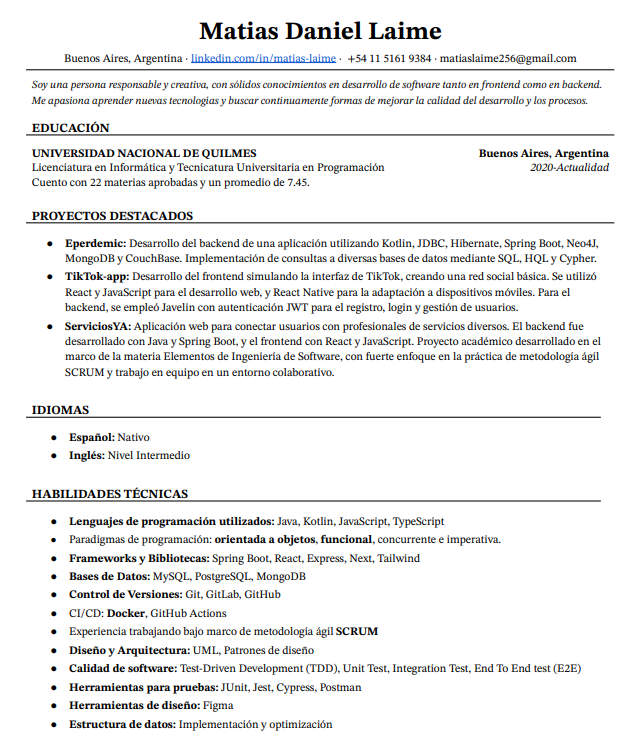 Matias Daniel Laime
Buenos Aires, Argentina · linkedin.com/in/matias-laime · +54 11 5161 9384 · matiaslaime256@gmail.com
Soy una persona responsable y creativa, con sólidos conocimientos en desarrollo de software tanto en frontend como en backend.
Me apasiona aprender nuevas tecnologías y buscar continuamente formas de mejorar la calidad del desarrollo y los procesos.
EDUCACIÓN
UNIVERSIDAD NACIONAL DE QUILMES Buenos Aires, Argentina
Licenciatura en Informática y Tecnicatura Universitaria en Programación 2020-Actualidad
Cuento con 22 materias aprobadas y un promedio de 7.45.
PROYECTOS DESTACADOS
● Eperdemic: Desarrollo del backend de una aplicación utilizando Kotlin, JDBC, Hibernate, Spring Boot, Neo4J,
MongoDB y CouchBase. Implementación de consultas a diversas bases de datos mediante SQL, HQL y Cypher.
● TikTok-app: Desarrollo del frontend simulando la interfaz de TikTok, creando una red social básica. Se utilizó
React y JavaScript para el desarrollo web, y React Native para la adaptación a dispositivos móviles. Para el
backend, se empleó Javelin con autenticación JWT para el registro, login y gestión de usuarios.
● ServiciosYA: Aplicación web para conectar usuarios con profesionales de servicios diversos. El backend fue
desarrollado con Java y Spring Boot, y el frontend con React y JavaScript. Proyecto académico desarrollado en el
marco de la materia Elementos de Ingeniería de Software, con fuerte enfoque en la práctica de metodología ágil
SCRUM y trabajo en equipo en un entorno colaborativo.
IDIOMAS
● Español: Nativo
● Inglés: Nivel Intermedio
HABILIDADES TÉCNICAS
● Lenguajes de programación utilizados: Java, Kotlin, JavaScript, TypeScript
● Paradigmas de programación: orientada a objetos, funcional, concurrente e imperativa.
● Frameworks y Bibliotecas: Spring Boot, React, Express, Next, Tailwind
● Bases de Datos: MySQL, PostgreSQL, MongoDB
● Control de Versiones: Git, GitLab, GitHub
● CI/CD: Docker, GitHub Actions
● Experiencia trabajando bajo marco de metodología ágil SCRUM
● Diseño y Arquitectura: UML, Patrones de diseño
● Calidad de software: Test-Driven Development (TDD), Unit Test, Integration Test, End To End test (E2E)
● Herramientas para pruebas: JUnit, Jest, Cypress, Postman
● Herramientas de diseño: Figma
● Estructura de datos: Implementación y optimización